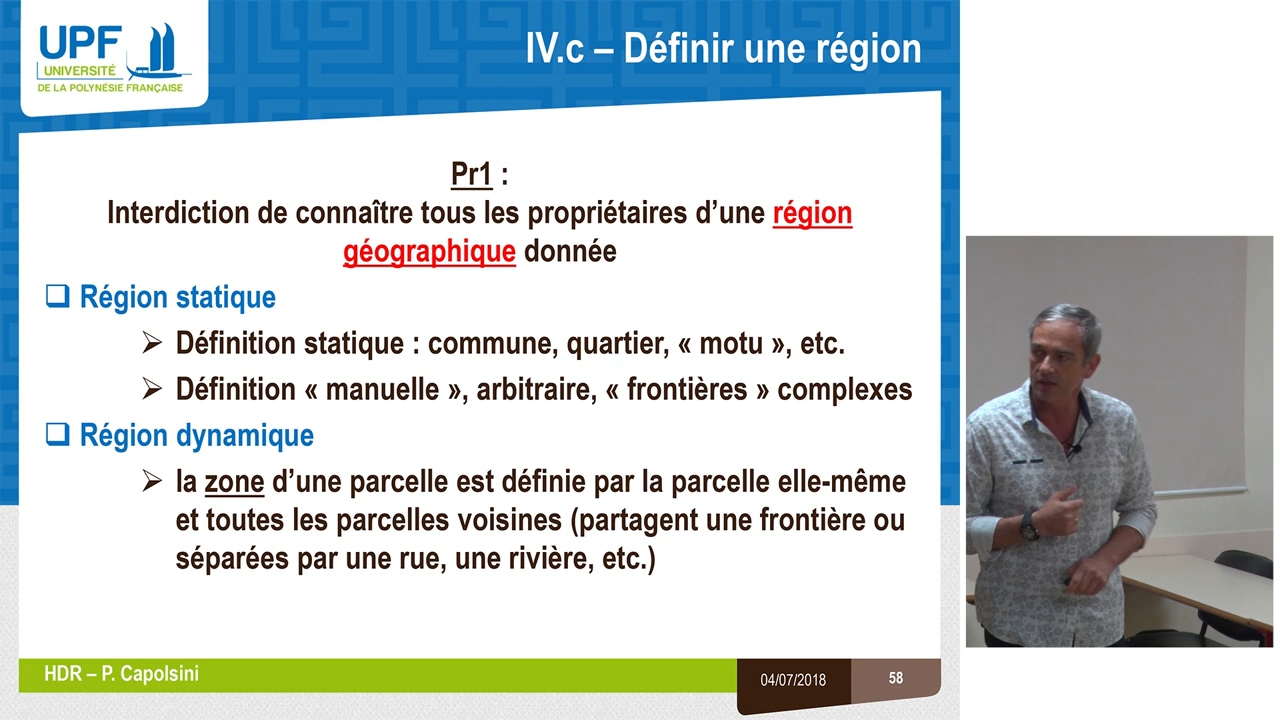 UPF
UNIVERSITÉ
DE LA POLYNÉSIE FRANÇAISE
IV.c – Définir une région
Pr1 :
Interdiction de connaître tous les propriétaires d’une région
géographique donnée
Région statique
Définition statique : commune, quartier, « motu », etc.
Définition « manuelle », arbitraire, « frontières » complexes
Région dynamique
la zone d’une parcelle est définie par la parcelle elle-même
et toutes les parcelles voisines (partagent une frontière ou
séparées par une rue, une rivière, etc.)
HDR – P. Capolsini
04/07/2018
58